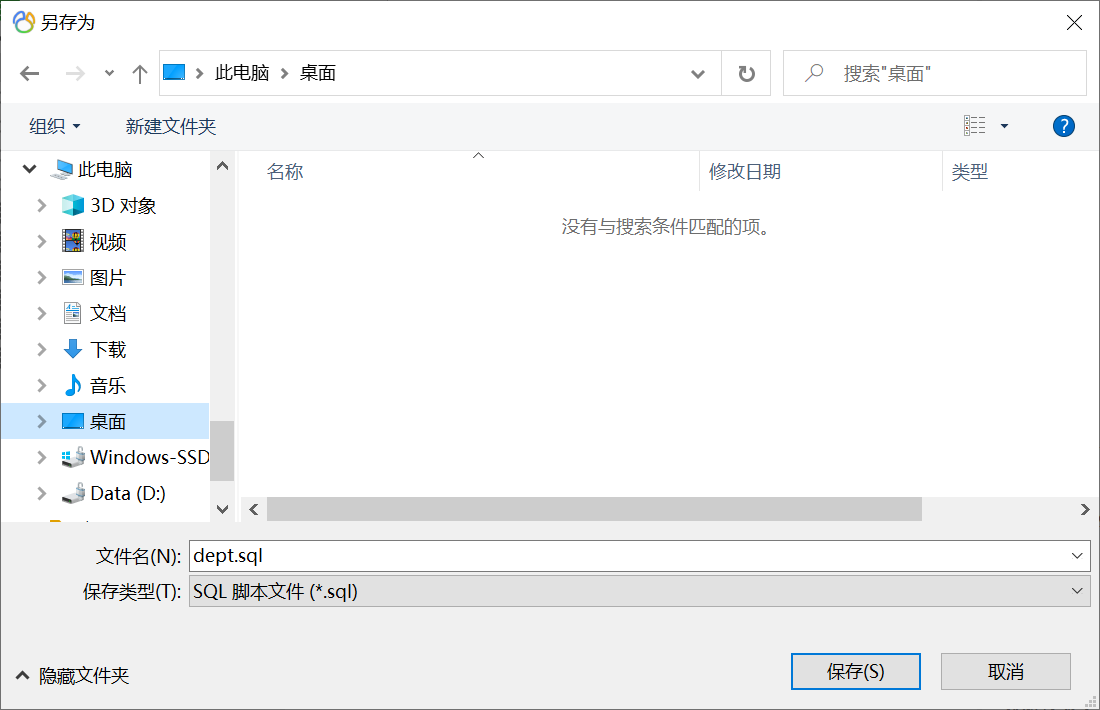 另存为
此电脑 桌面
搜索"桌面"
组织 新建文件夹
此电脑
3D 对象
视频
图片
文档
下载
音乐
桌面
Windows-SSD
Data (D:)
名称 修改日期 类型
没有与搜索条件匹配的项。
文件名(N): dept.sql
保存类型(T): SQL 脚本文件 (*.sql)
隐藏文件夹 保存(S) 取消